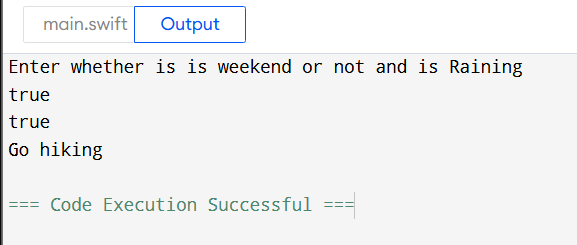 main.swift Output
Enter whether is is weekend or not and is Raining
true
true
Go hiking
=== Code Execution Successful ===